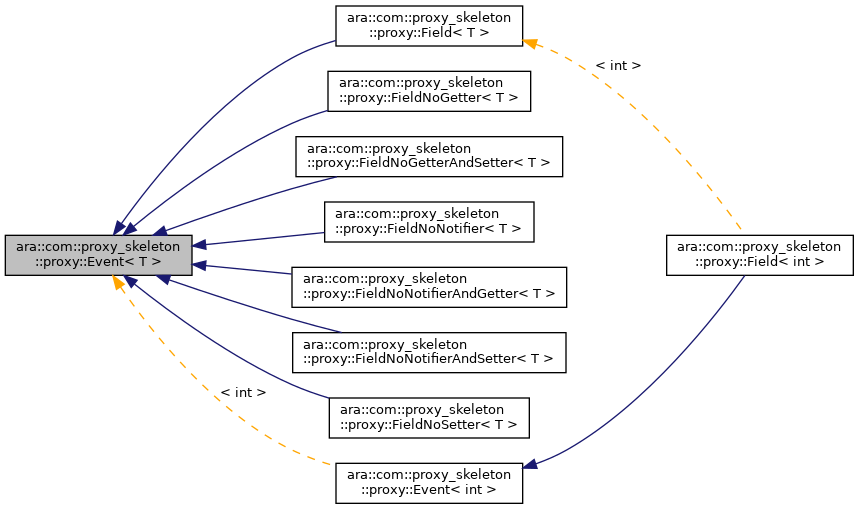 ara::com::proxy_skeleton
::proxy::Field< T >
< int >
ara::com::proxy_skeleton
::proxy::FieldNoGetter< T >
ara::com::proxy_skeleton
::proxy::FieldNoGetterAndSetter< T >
ara::com::proxy_skeleton
::proxy::FieldNoNotifier< T >
ara::com::proxy_skeleton
::proxy::Event< T >
ara::com::proxy_skeleton
::proxy::Field< int >
ara::com::proxy_skeleton
::proxy::FieldNoNotifierAndGetter< T >
ara::com::proxy_skeleton
::proxy::FieldNoNotifierAndSetter< T >
< int >
ara::com::proxy_skeleton
::proxy::FieldNoSetter< T >
ara::com::proxy_skeleton
::proxy::Event< int >